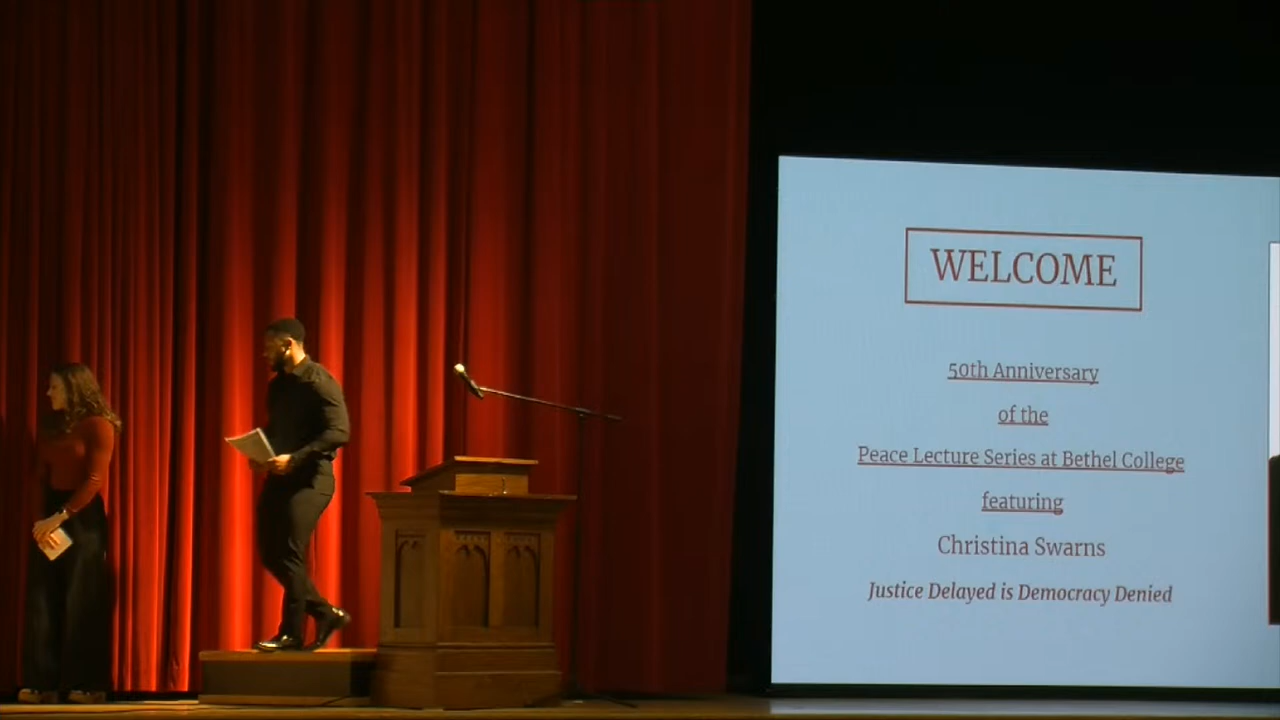 WELCOME
50th Anniversary
of the
Peace Lecture Series at Bethel College
featuring
Christina Swarns
Justice Delayed is Democracy Denied